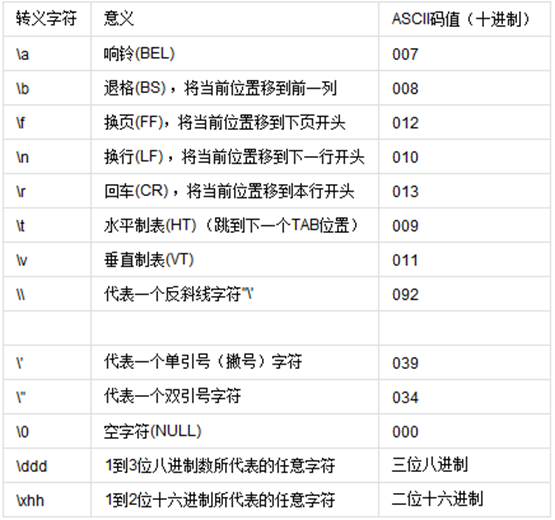 转义字符 意义 ASCII码值（十进制）
\a 响铃(BEL) 007
\b 退格(BS) ，将当前位置移到前一列 008
\f 换页(FF)，将当前位置移到下页开头 012
\n 换行(LF) ，将当前位置移到下一行开头 010
\r 回车(CR) ，将当前位置移到本行开头 013
\t 水平制表(HT) （跳到下一个TAB位置） 009
\v 垂直制表(VT) 011
\\ 代表一个反斜线字符''\' 092
\' 代表一个单引号（撇号）字符 039
\" 代表一个双引号字符 034
\0 空字符(NULL) 000
\ddd 1到3位八进制数所代表的任意字符 三位八进制
\xhh 1到2位十六进制所代表的任意字符 二位十六进制